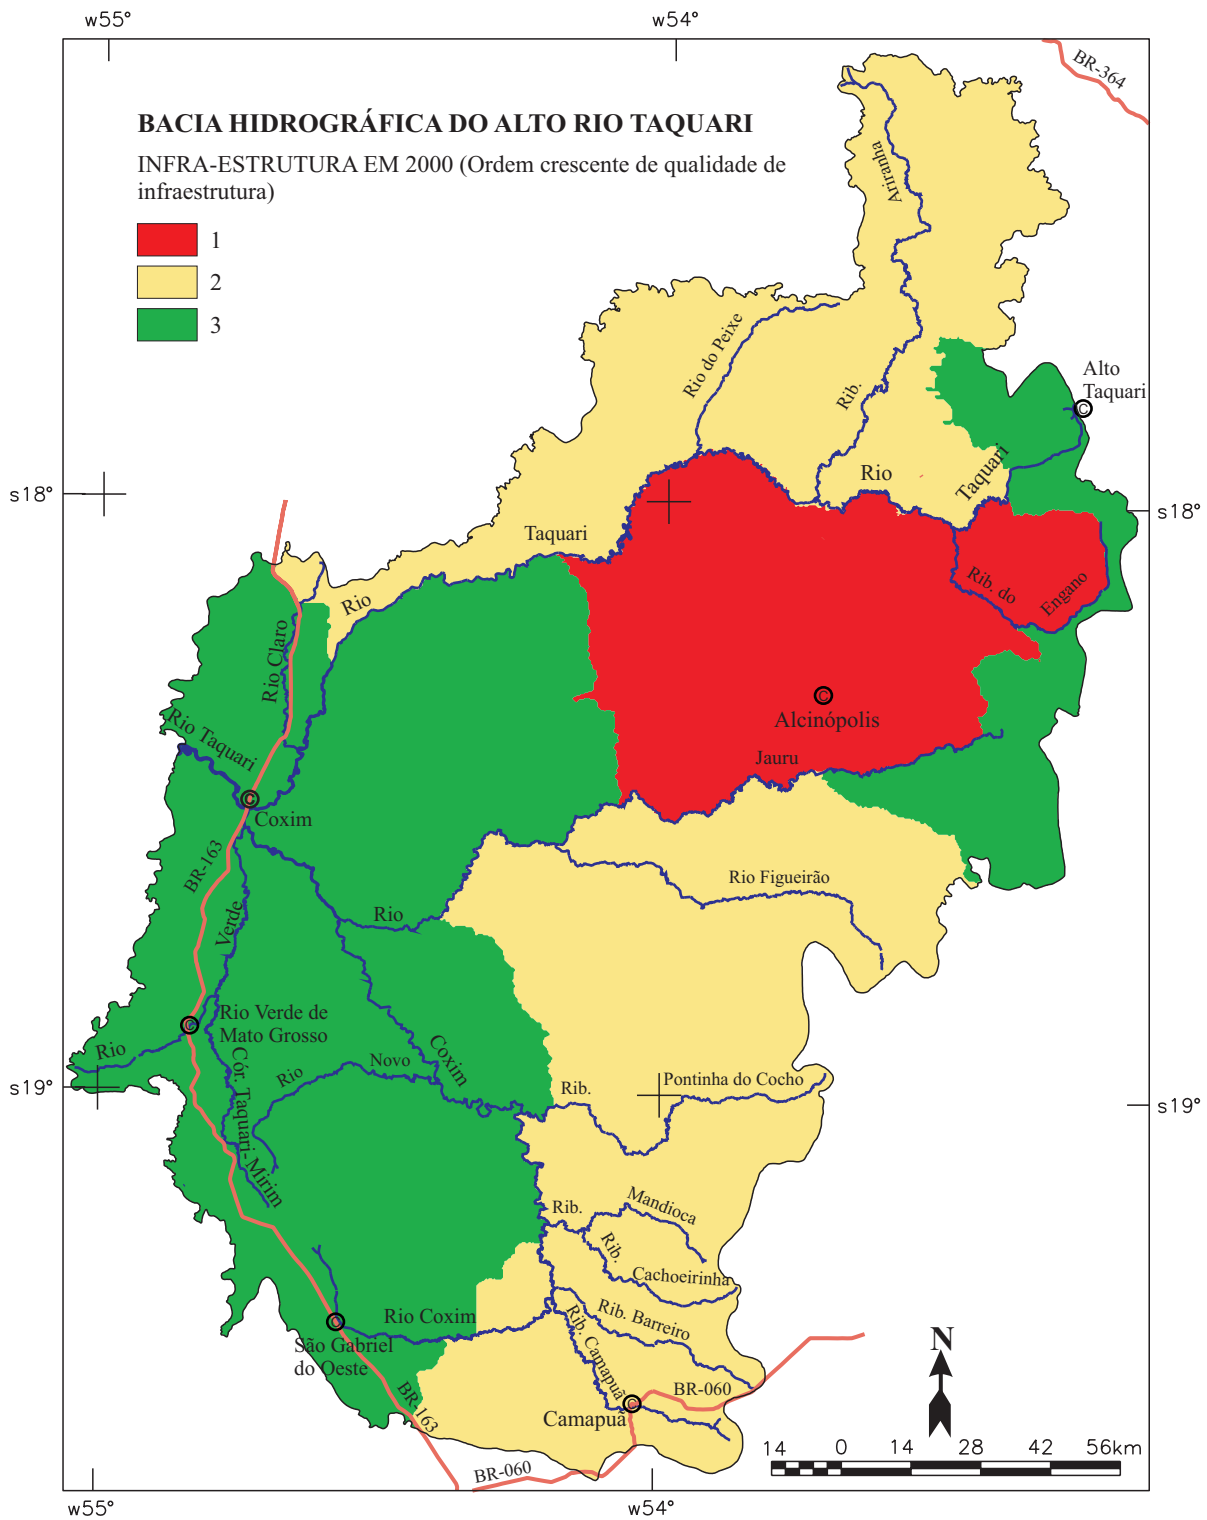 w55°
w54°
BR-364
BACIA HIDROGRÁFICA DO ALTO RIO TAQUARI
INFRA-ESTRUTURA EM 2000 (Ordem crescente de qualidade de
infraestrutura)
1
2
3
Ariranha
Rib.
Rio do Peixe
Alto
Taquari
C
Rio
Taquari
s18°
s18°
Taquari
Rio
Rib. do
Engano
Rio Claro
C
Alcinópolis
Rio Taquari
Jauru
C
Coxim
BR-163
Rio Figueirão
Rio
Verde
C
Rio Verde de
Mato Grosso
Rio
Coxim
Novo
Rio
Cór. Taquari-Mirim
s19°
s19°
Rib.
Pontinha do Cocho
Rib.
Mandioca
Rib.
Cachoeirinha
Rib. Barreiro
Rib. Camapuã
Rio Coxim
C
São Gabriel
do Oeste
BR-163
BR-060
C
Camapuã
BR-060
N
14 0 14 28 42 56km
w55°
w54°